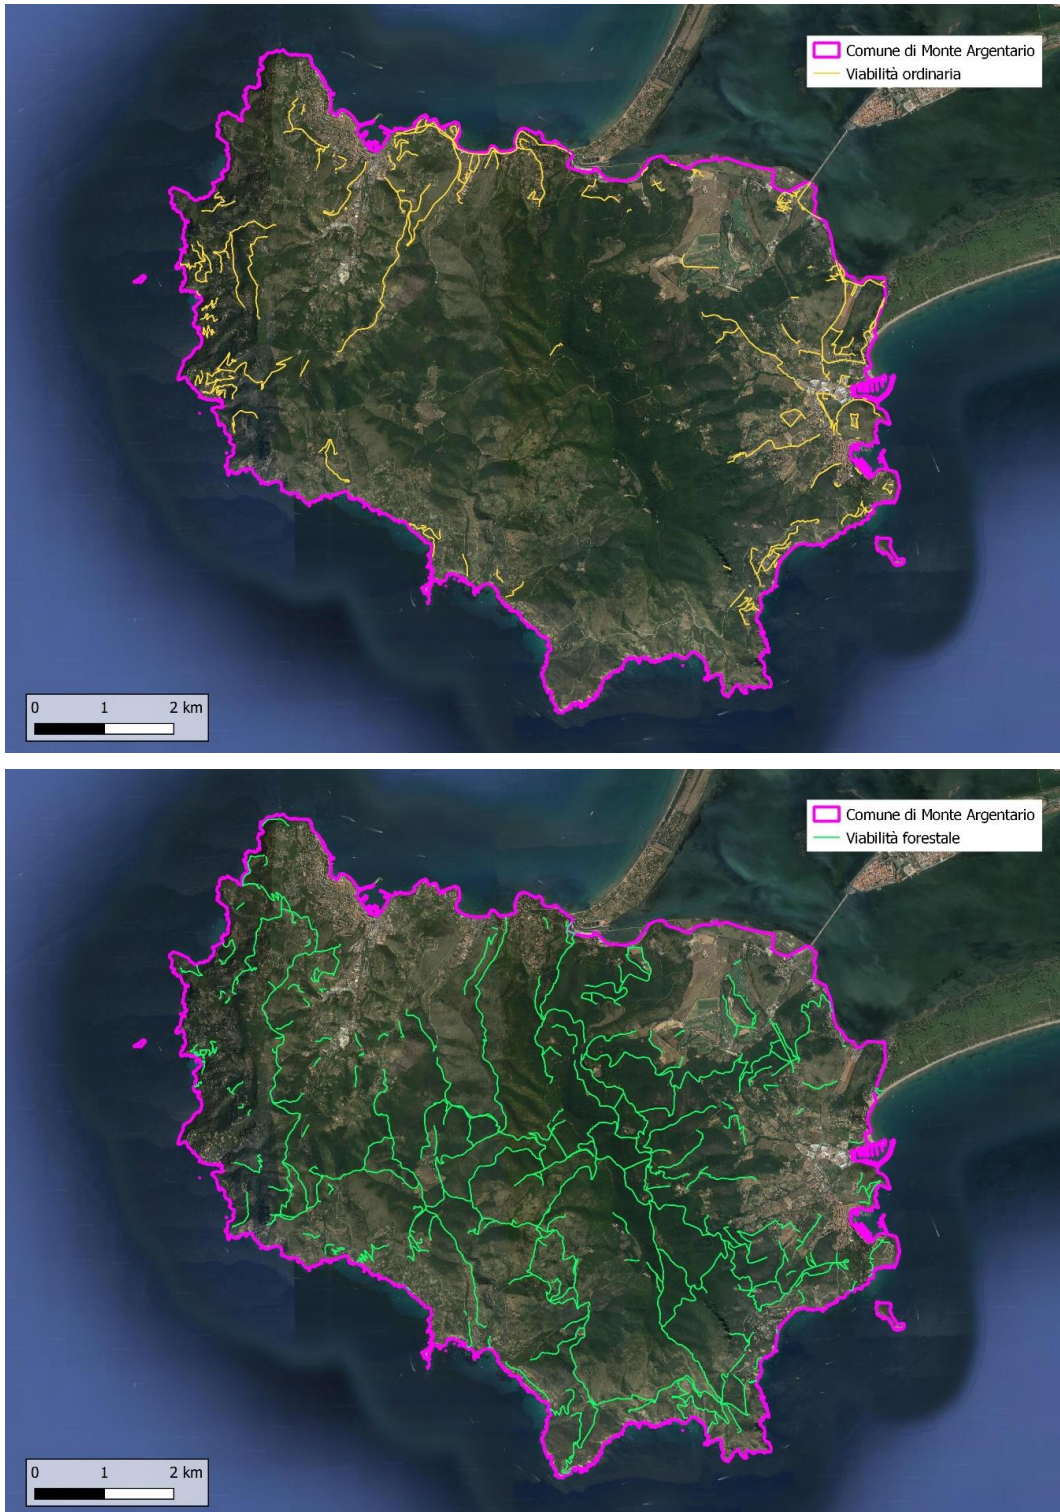 Comune di Monte Argentario
Viabilità ordinaria
0 1 2 km
Comune di Monte Argentario
Viabilità forestale
0 1 2 km